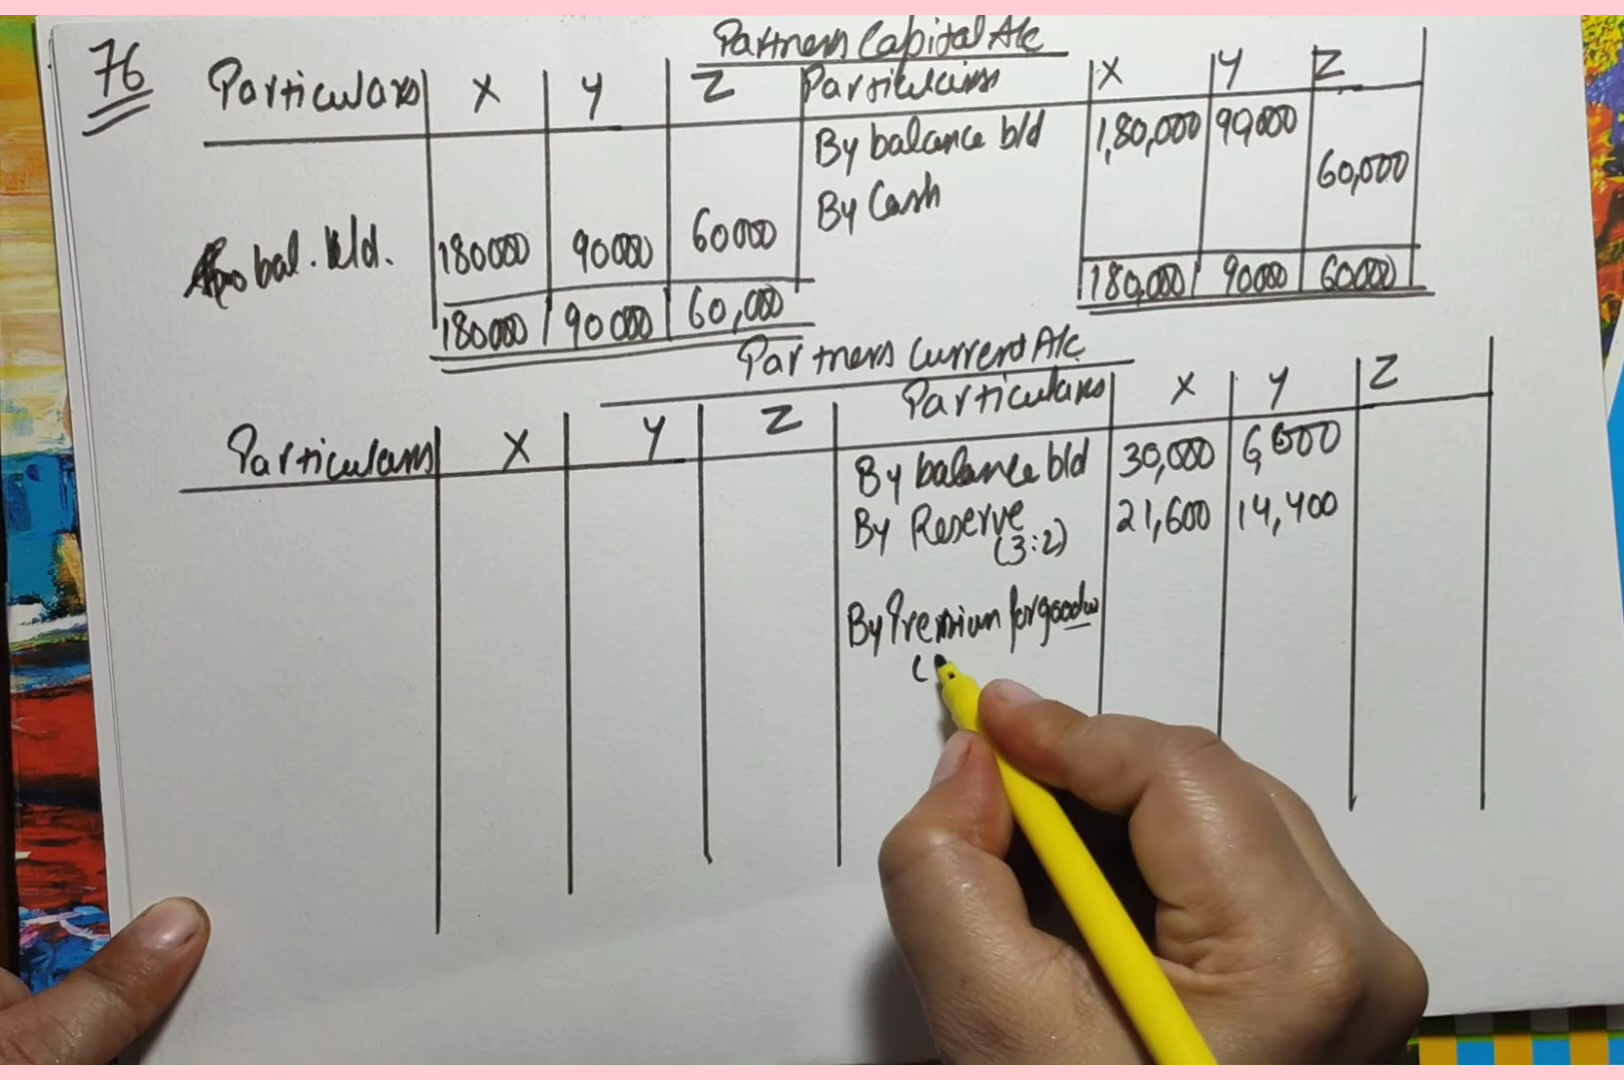 76
Partners Capital A/c
Particulars X Y Z Particulars X Y Z
By balance b/d 1,80,000 90,000
By Cash 60,000
bal. c/d. 180000 90000 60000
180000 90000 60,000 180,000 90000 60000
Partners Current A/c
Particulars X Y Z Particulars X Y Z
By balance b/d 30,000 6,000
By Reserve 21,600 14,400
(3:2)
By Premium for goodw
(